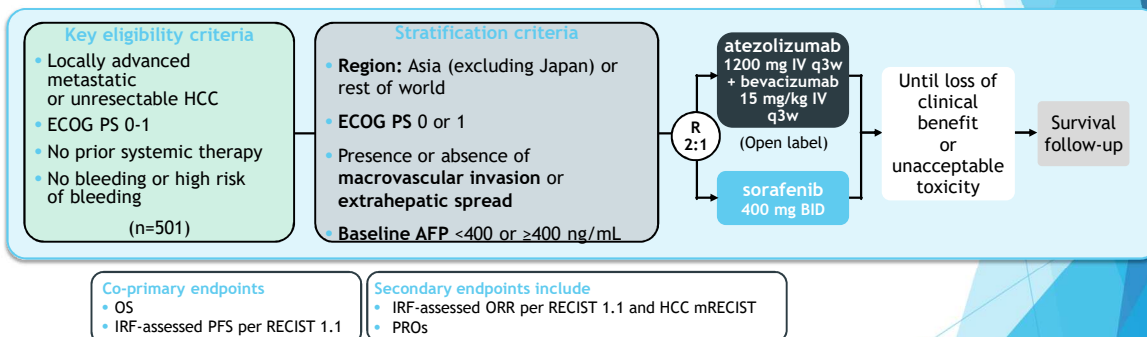 Key eligibility criteria
• Locally advanced
metastatic
or unresectable HCC
• ECOG PS 0-1
• No prior systemic therapy
• No bleeding or high risk
of bleeding
(n=501)
Stratification criteria
• Region: Asia (excluding Japan) or
rest of world
• ECOG PS 0 or 1
• Presence or absence of
macrovascular invasion or
extrahepatic spread
• Baseline AFP <400 or ≥400 ng/mL
R
2:1
atezolizumab
1200 mg IV q3w
+ bevacizumab
15 mg/kg IV
q3w
(Open label)
sorafenib
400 mg BID
Until loss of
clinical
benefit
or
unacceptable
toxicity
Survival
follow-up
Co-primary endpoints
• OS
• IRF-assessed PFS per RECIST 1.1
Secondary endpoints include
• IRF-assessed ORR per RECIST 1.1 and HCC mRECIST
• PROs